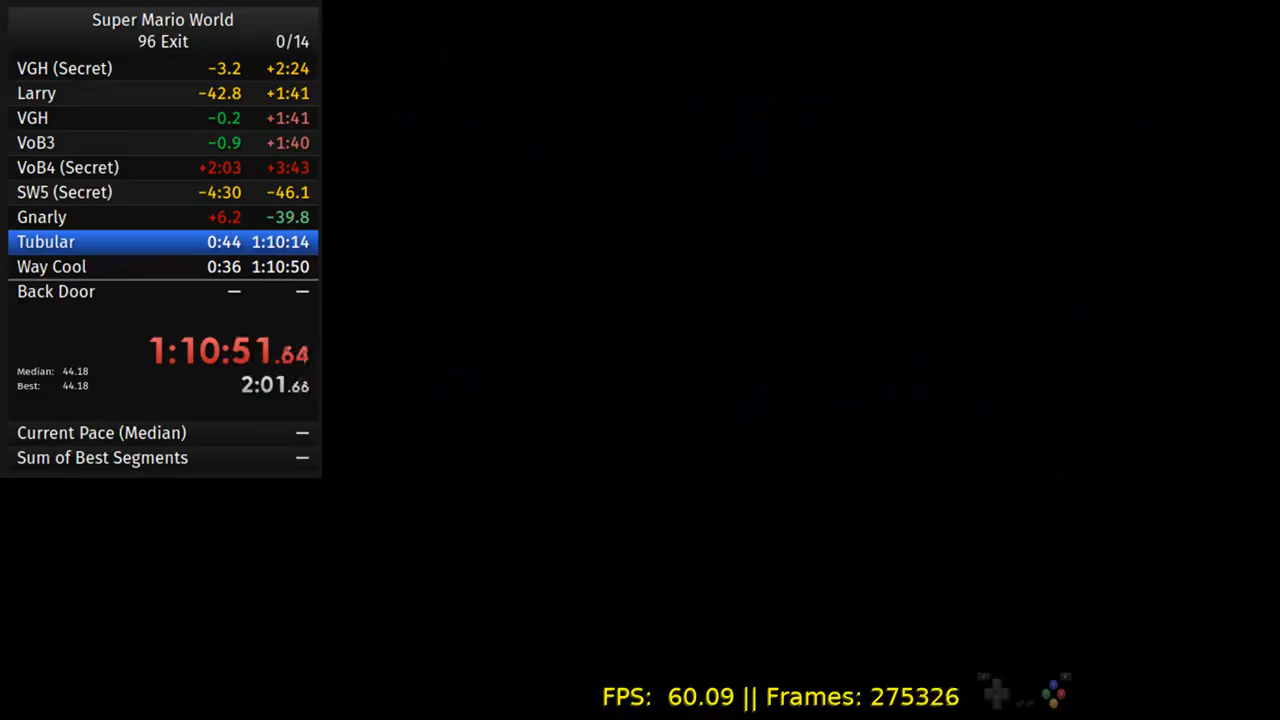 Super Mario World
96 Exit 0/14
VGH (Secret) −3.2 +2:24
Larry −42.8 +1:41
VGH −0.2 +1:41
VoB3 −0.9 +1:40
VoB4 (Secret) +2:03 +3:43
SW5 (Secret) −4:30 −46.1
Gnarly +6.2 −39.8
Tubular 0:44 1:10:14
Way Cool 0:36 1:10:50
Back Door — —
1:10:51.64
Median: 44.18
Best: 44.18
2:01.66
Current Pace (Median) —
Sum of Best Segments —
FPS: 60.09 || Frames: 275326